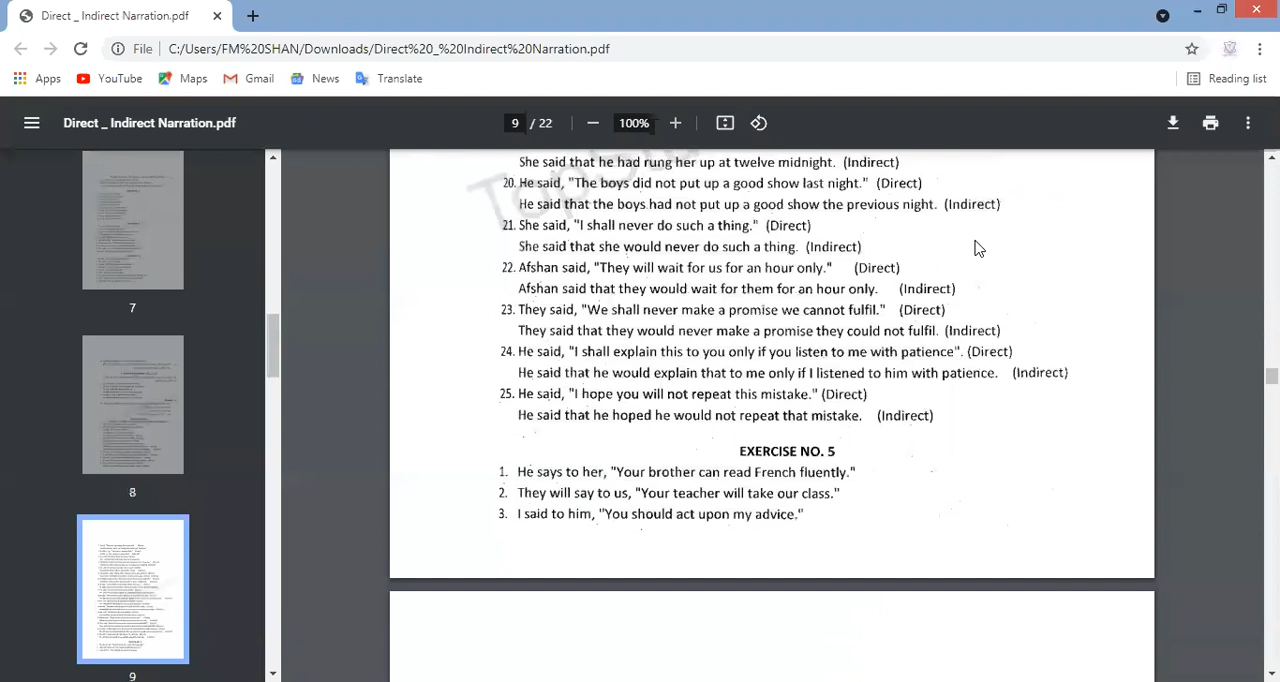 Direct _ Indirect Narration.pdf
File
C:/Users/FM%20SHAN/Downloads/Direct%20_%20Indirect%20Narration.pdf
Apps YouTube Maps Gmail News Translate Reading list
Direct _ Indirect Narration.pdf 9 / 22 100%
7
8
9
She said that he had rung her up at twelve midnight. (Indirect)
20. He said, "The boys did not put up a good show last night." (Direct)
He said that the boys had not put up a good show the previous night. (Indirect)
21. She said, "I shall never do such a thing." (Direct)
She said that she would never do such a thing. (Indirect)
22. Afshan said, "They will wait for us for an hour only." (Direct)
Afshan said that they would wait for them for an hour only. (Indirect)
23. They said, "We shall never make a promise we cannot fulfil." (Direct)
They said that they would never make a promise they could not fulfil. (Indirect)
24. He said, "I shall explain this to you only if you listen to me with patience". (Direct)
He said that he would explain that to me only if I listened to him with patience. (Indirect)
25. He said, "I hope you will not repeat this mistake." (Direct)
He said that he hoped he would not repeat that mistake. (Indirect)
EXERCISE NO. 5
1. He says to her, "Your brother can read French fluently."
2. They will say to us, "Your teacher will take our class."
3. I said to him, "You should act upon my advice."